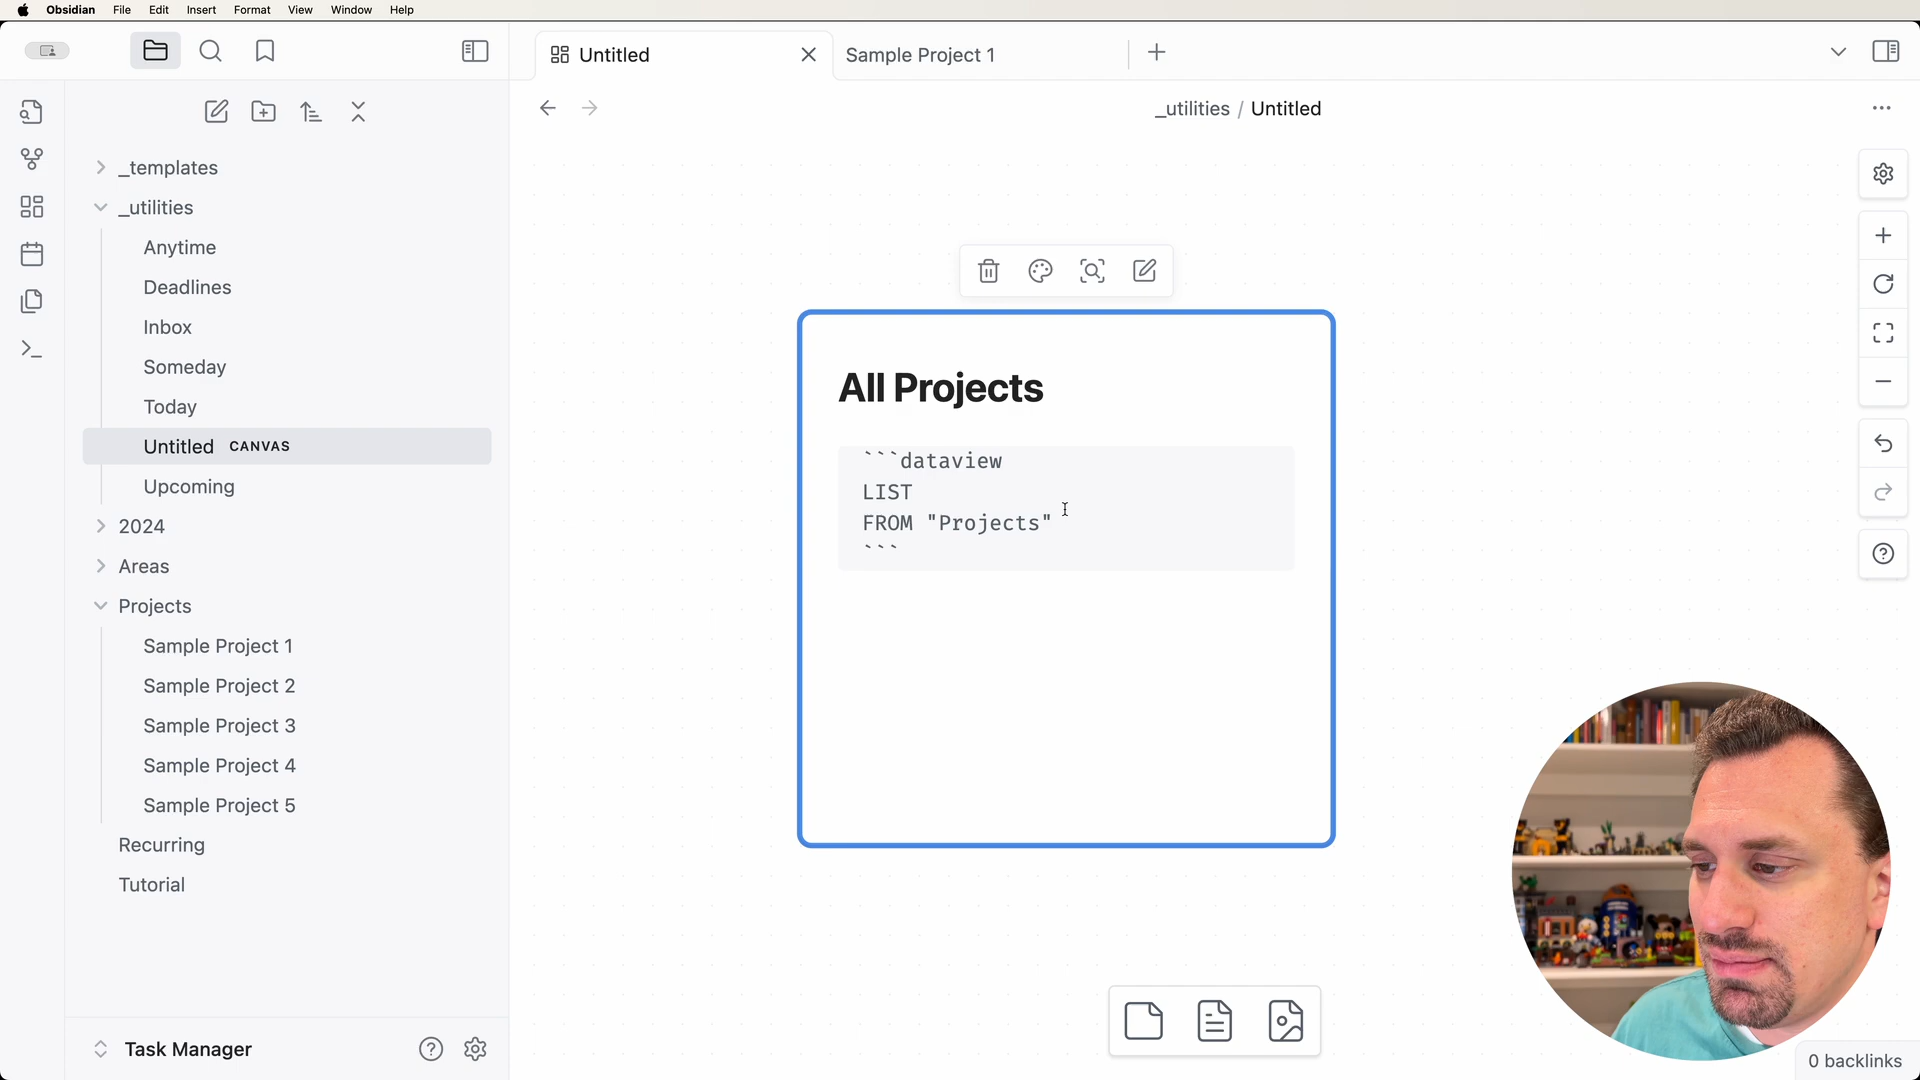 Obsidian File Edit Insert Format View Window Help
Untitled
Sample Project 1
_utilities / Untitled
_templates
_utilities
Anytime
Deadlines
Inbox
Someday
Today
Untitled CANVAS
Upcoming
2024
Areas
Projects
Sample Project 1
Sample Project 2
Sample Project 3
Sample Project 4
Sample Project 5
Recurring
Tutorial
Task Manager
All Projects
```dataview
LIST
FROM "Projects"
```
0 backlinks